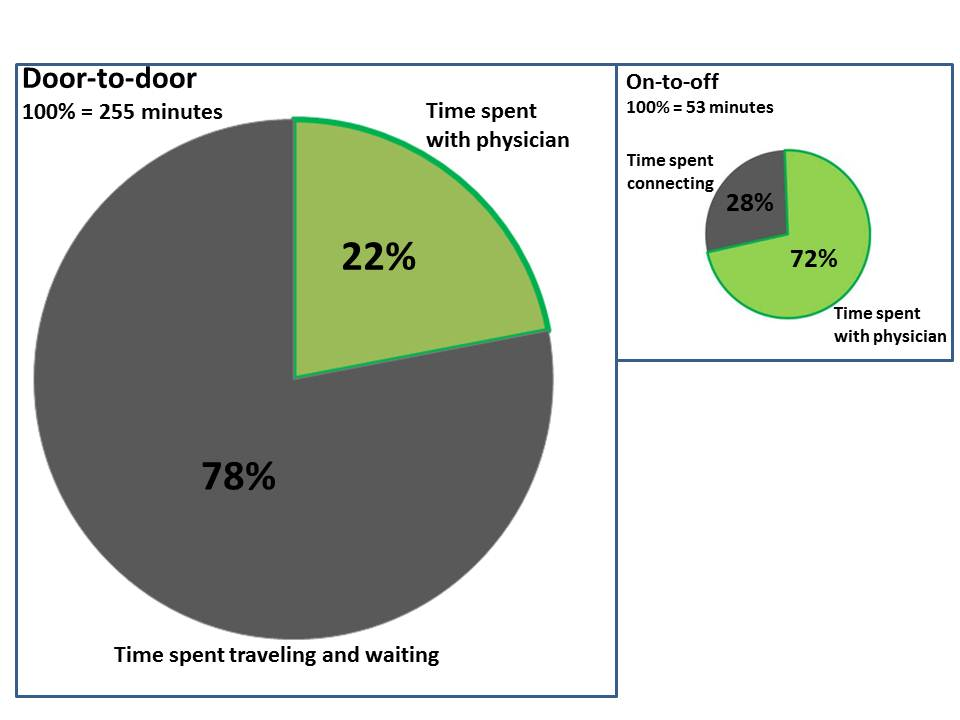 Door-to-door
100% = 255 minutes
Time spent
with physician
22%
78%
Time spent traveling and waiting
On-to-off
100% = 53 minutes
Time spent
connecting
28%
72%
Time spent
with physician